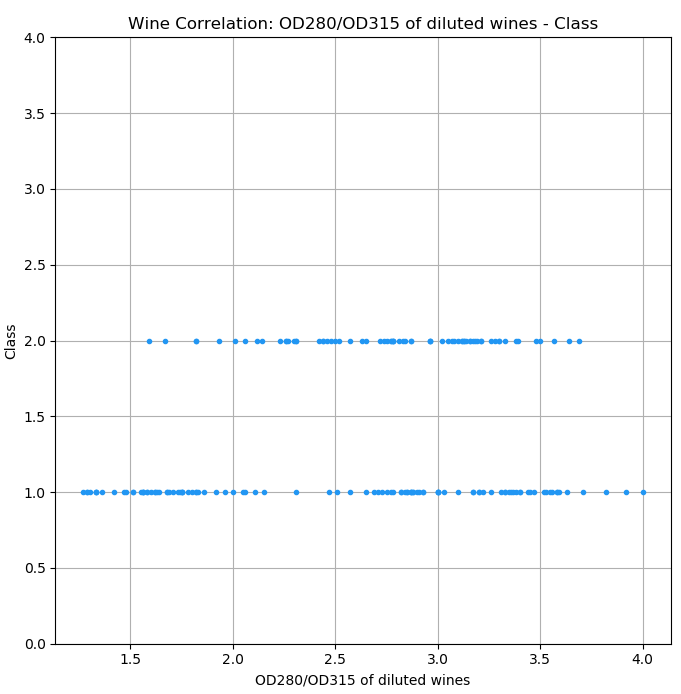 Wine Correlation: OD280/OD315 of diluted wines - Class
4.0
3.5
3.0
2.5
2.0
1.5
1.0
0.5
0.0
Class
1.5 2.0 2.5 3.0 3.5 4.0
OD280/OD315 of diluted wines